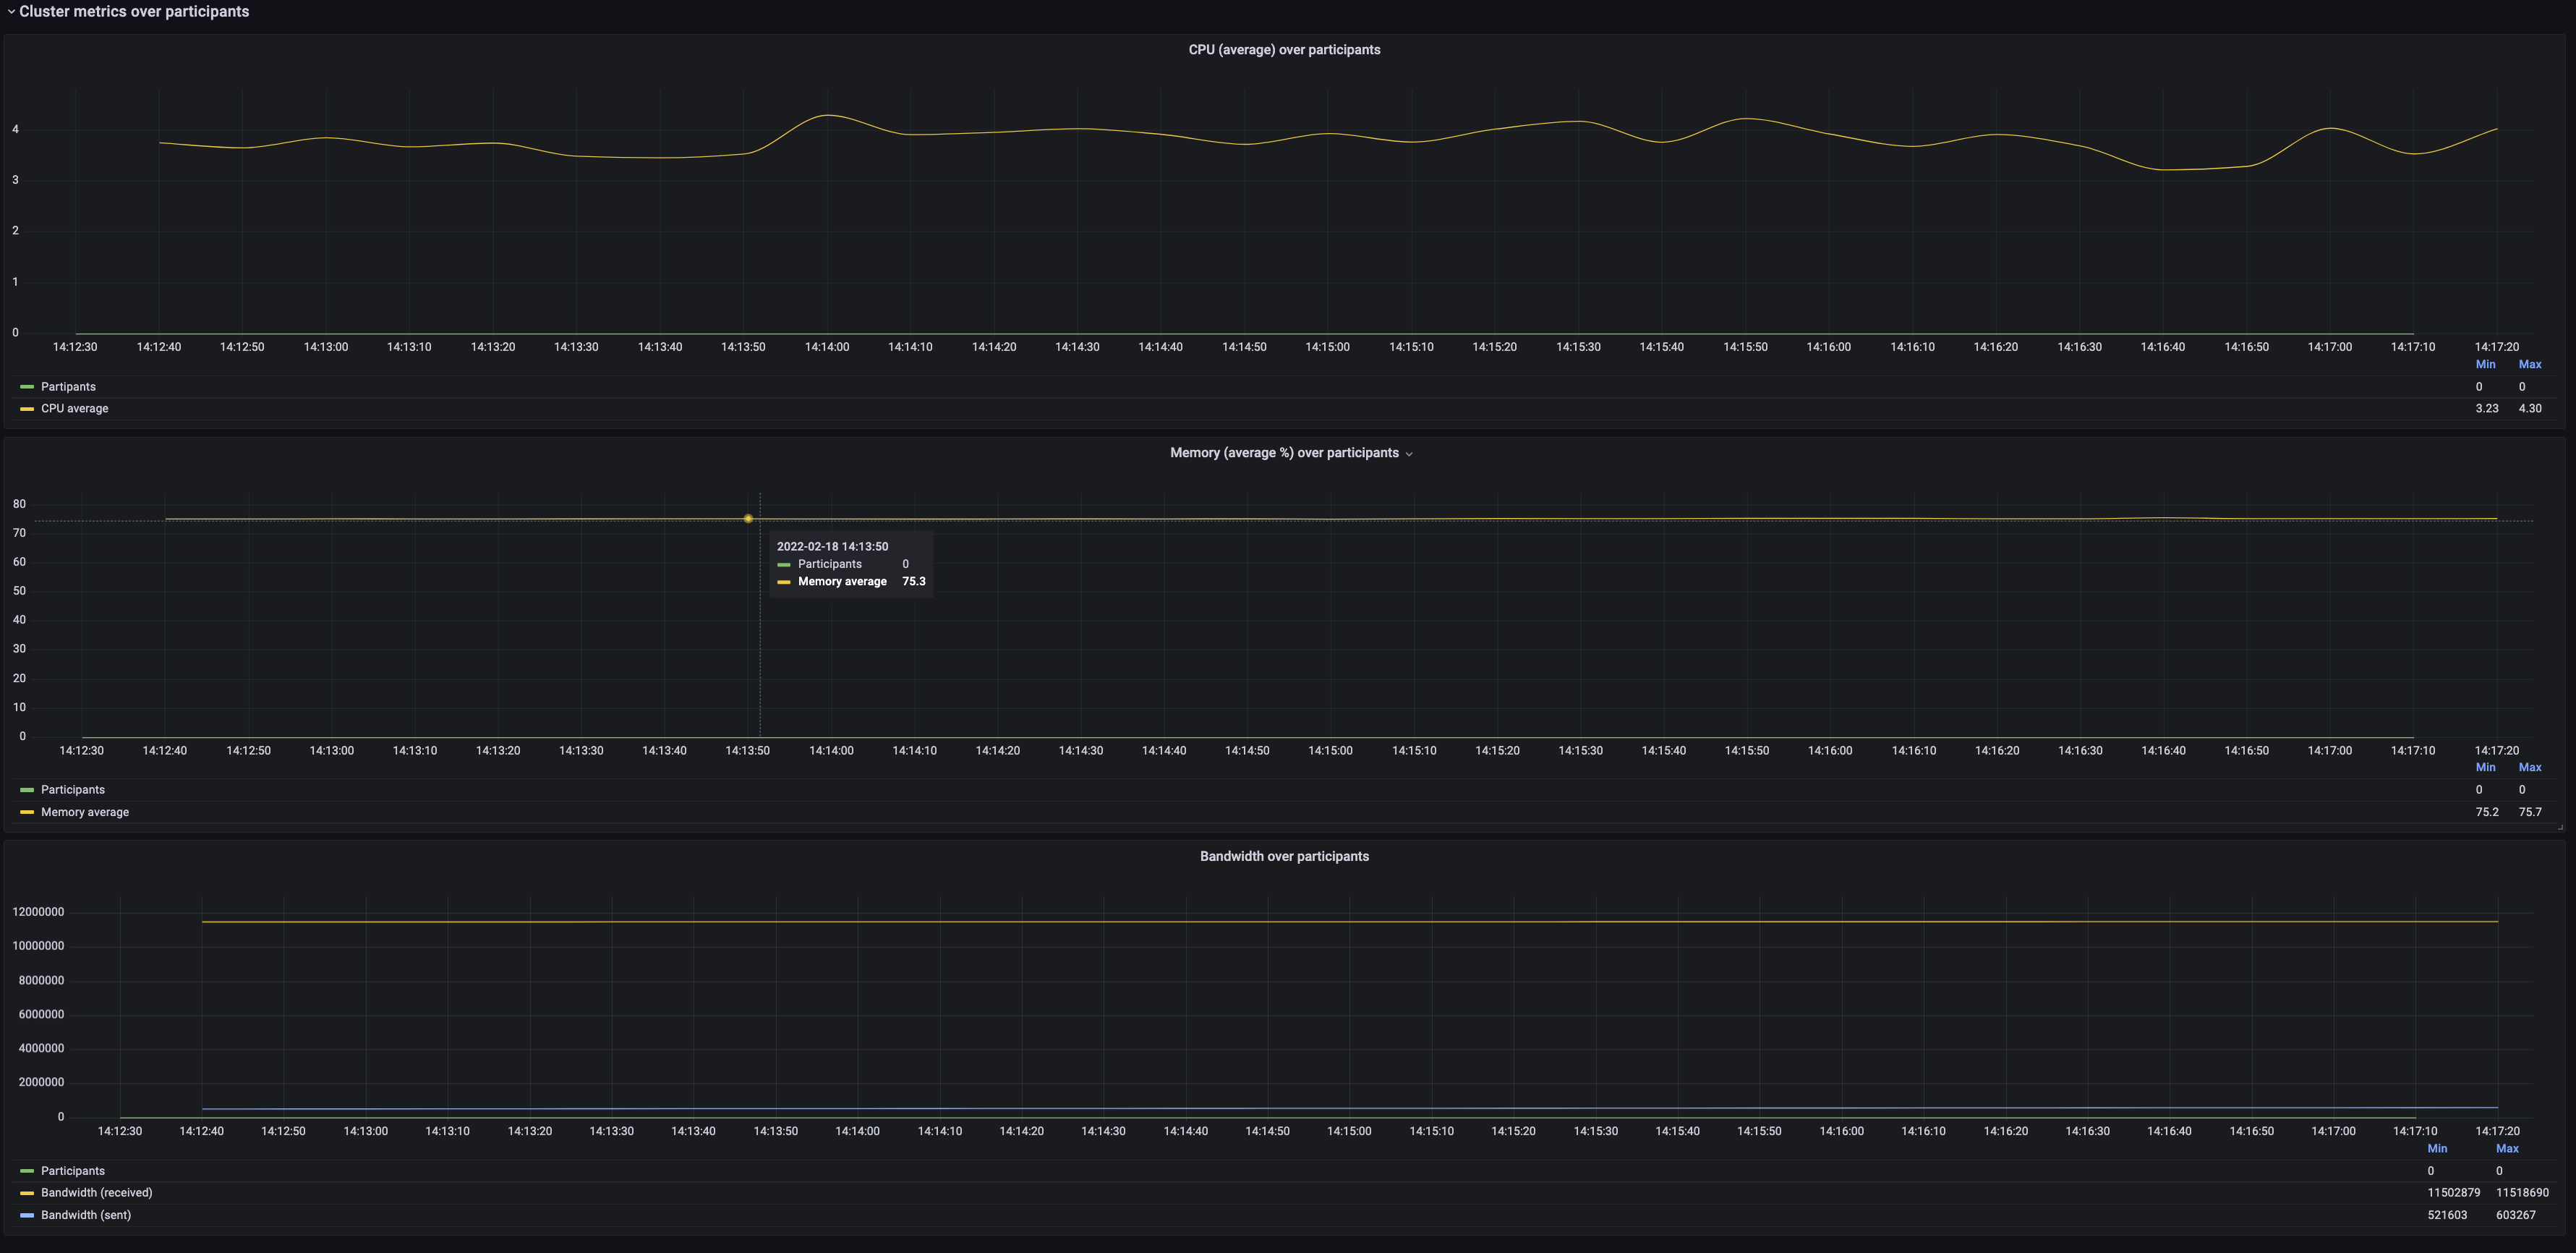 Cluster metrics over participants
CPU (average) over participants
4
3
2
1
0
14:12:30 14:12:40 14:12:50 14:13:00 14:13:10 14:13:20 14:13:30 14:13:40 14:13:50 14:14:00 14:14:10 14:14:20 14:14:30 14:14:40 14:14:50 14:15:00 14:15:10 14:15:20 14:15:30 14:15:40 14:15:50 14:16:00 14:16:10 14:16:20 14:16:30 14:16:40 14:16:50 14:17:00 14:17:10 14:17:20
Min Max
Partipants 0 0
CPU average 3.23 4.30
Memory (average %) over participants
80
70
60
50
40
30
20
10
0
2022-02-18 14:13:50
Participants 0
Memory average 75.3
14:12:30 14:12:40 14:12:50 14:13:00 14:13:10 14:13:20 14:13:30 14:13:40 14:13:50 14:14:00 14:14:10 14:14:20 14:14:30 14:14:40 14:14:50 14:15:00 14:15:10 14:15:20 14:15:30 14:15:40 14:15:50 14:16:00 14:16:10 14:16:20 14:16:30 14:16:40 14:16:50 14:17:00 14:17:10 14:17:20
Min Max
Participants 0 0
Memory average 75.2 75.7
Bandwidth over participants
12000000
10000000
8000000
6000000
4000000
2000000
0
14:12:30 14:12:40 14:12:50 14:13:00 14:13:10 14:13:20 14:13:30 14:13:40 14:13:50 14:14:00 14:14:10 14:14:20 14:14:30 14:14:40 14:14:50 14:15:00 14:15:10 14:15:20 14:15:30 14:15:40 14:15:50 14:16:00 14:16:10 14:16:20 14:16:30 14:16:40 14:16:50 14:17:00 14:17:10 14:17:20
Min Max
Participants 0 0
Bandwidth (received) 11502879 11518690
Bandwidth (sent) 521603 603267